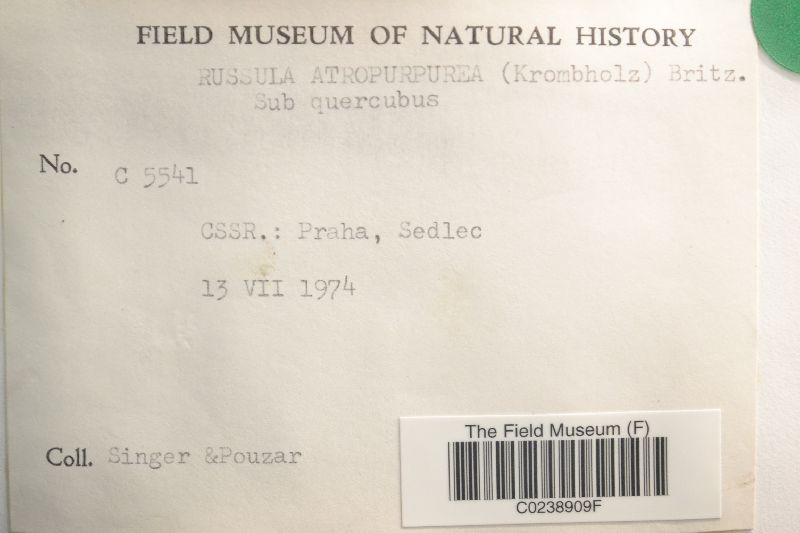 FIELD MUSEUM OF NATURAL HISTORY
RUSSULA ATROPURPUREA (Krombholz) Britz.
Sub quercubus
No. C 5541
CSSR.: Praha, Sedlec
13 VII 1974
Coll. Singer &Pouzar
The Field Museum (F)
C0238909F